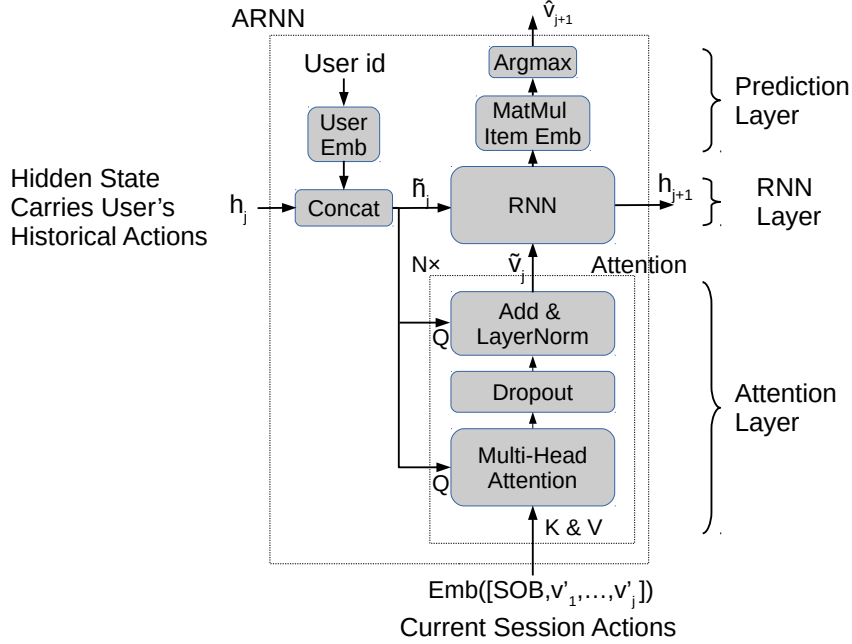 ARNN
v̂j+1
User id
Argmax
Prediction
Layer
User
Emb
MatMul
Item Emb
Hidden State
Carries User’s
Historical Actions
hj
Concat
h̃j
RNN
hj+1
RNN
Layer
N×
ṽj
Attention
Add &
LayerNorm
Q
Dropout
Attention
Layer
Multi-Head
Attention
Q
K & V
Emb([SOB,v’1,…,v’j])
Current Session Actions